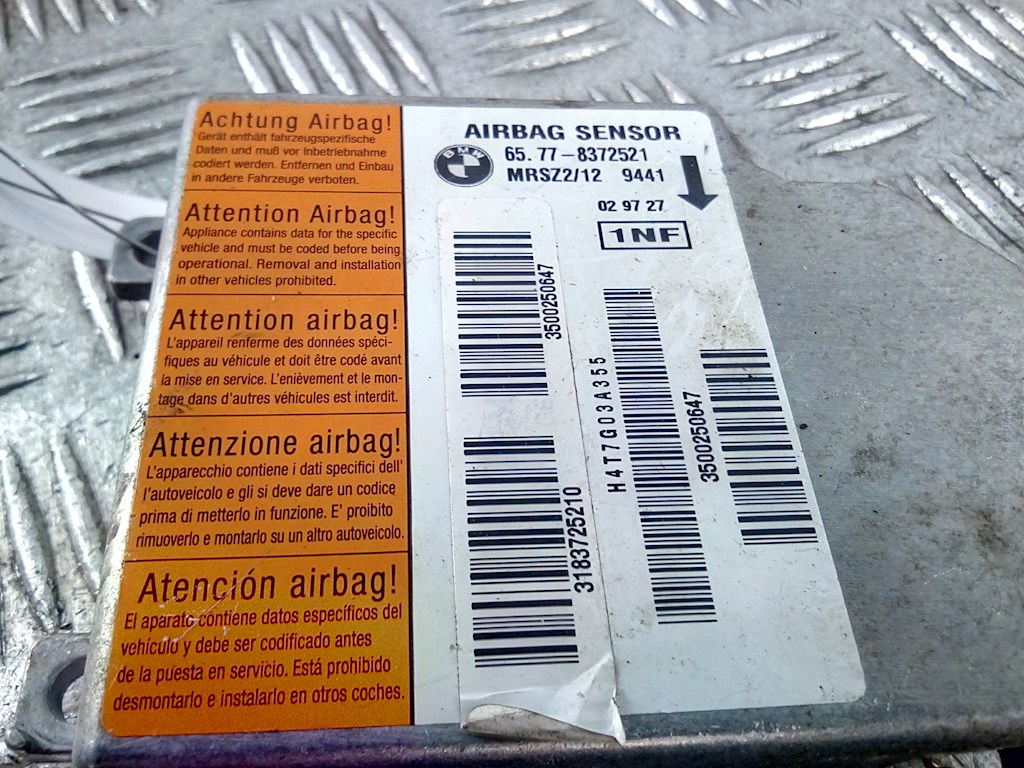 Achtung Airbag!
Gerät enthält fahrzeugspezifische
Daten und muß vor Inbetriebnahme
codiert werden. Entfernen und Einbau
in andere Fahrzeuge verboten.
Attention Airbag!
Appliance contains data for the specific
vehicle and must be coded before being
operational. Removal and installation
in other vehicles prohibited.
Attention airbag!
L'appareil renferme des données spéci-
fiques au véhicule et doit être codé avant
la mise en service. L'enièvement et le mon-
tage dans d'autres véhicules est interdit.
Attenzione airbag!
L'apparecchio contiene i dati specifici dell'
l'autoveicolo e gli si deve dare un codice
prima di metterlo in funzione. E' proibito
rimuoverlo e montarlo su un altro autoveicolo.
Atención airbag!
El aparato contiene datos específicos del
vehículo y debe ser codificado antes
de la puesta en servicio. Está prohibido
desmontarlo e instalarlo en otros coches.
AIRBAG SENSOR
BMW
65.77-8372521
MRSZ2/12 9441
02 97 27
1NF
3500250647
H4T7G03A355
3500250647
3183725210